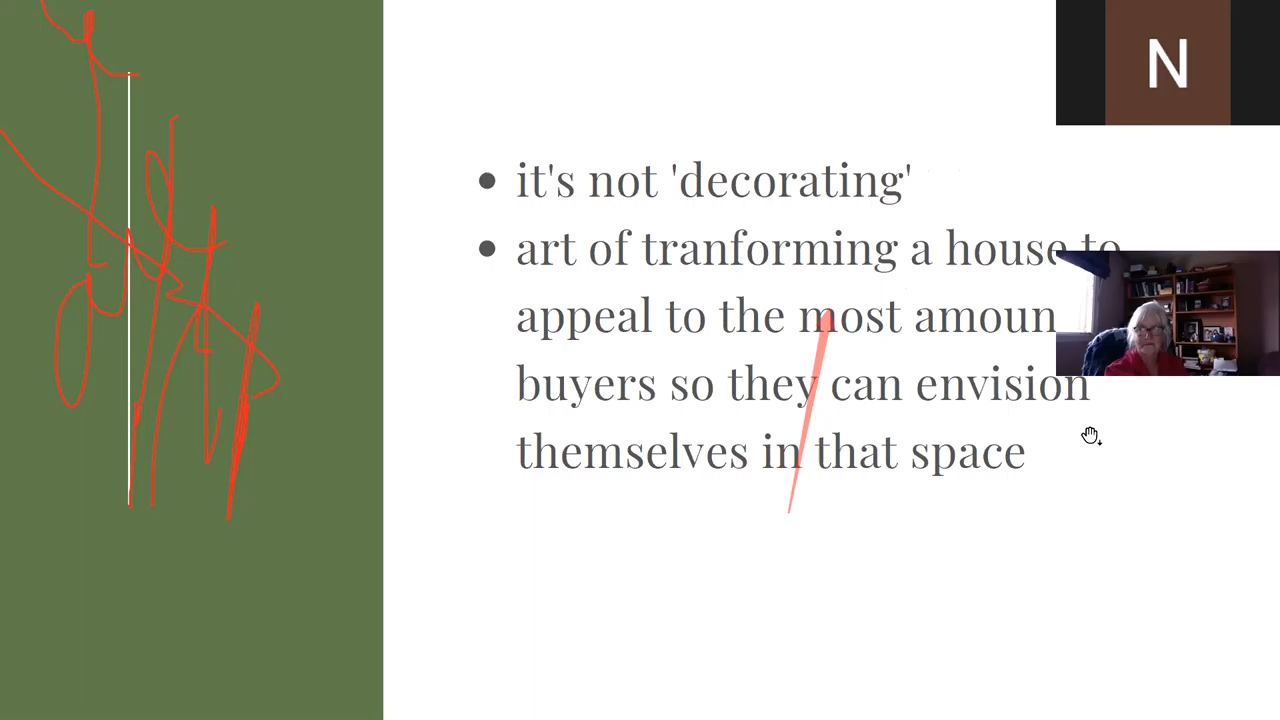 N
it's not 'decorating'
art of tranforming a house to
appeal to the most amoun
buyers so they can envision
themselves in that space